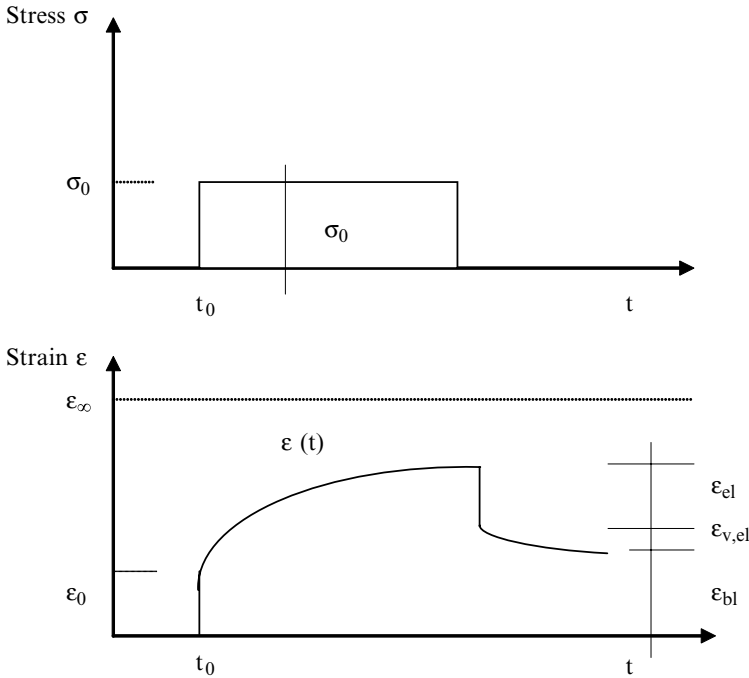 Stress σ
σ₀
σ₀
t₀ t
Strain ε
ε∞
ε (t)
εel
εv,el
ε₀
εbl
t₀ t